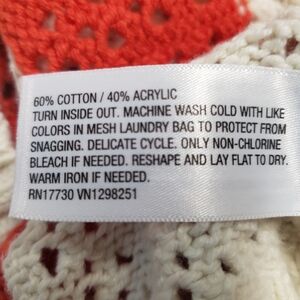 60% COTTON / 40% ACRYLIC
TURN INSIDE OUT. MACHINE WASH COLD WITH LIKE
COLORS IN MESH LAUNDRY BAG TO PROTECT FROM
SNAGGING. DELICATE CYCLE. ONLY NON-CHLORINE
BLEACH IF NEEDED. RESHAPE AND LAY FLAT TO DRY.
WARM IRON IF NEEDED.
RN17730 VN1298251